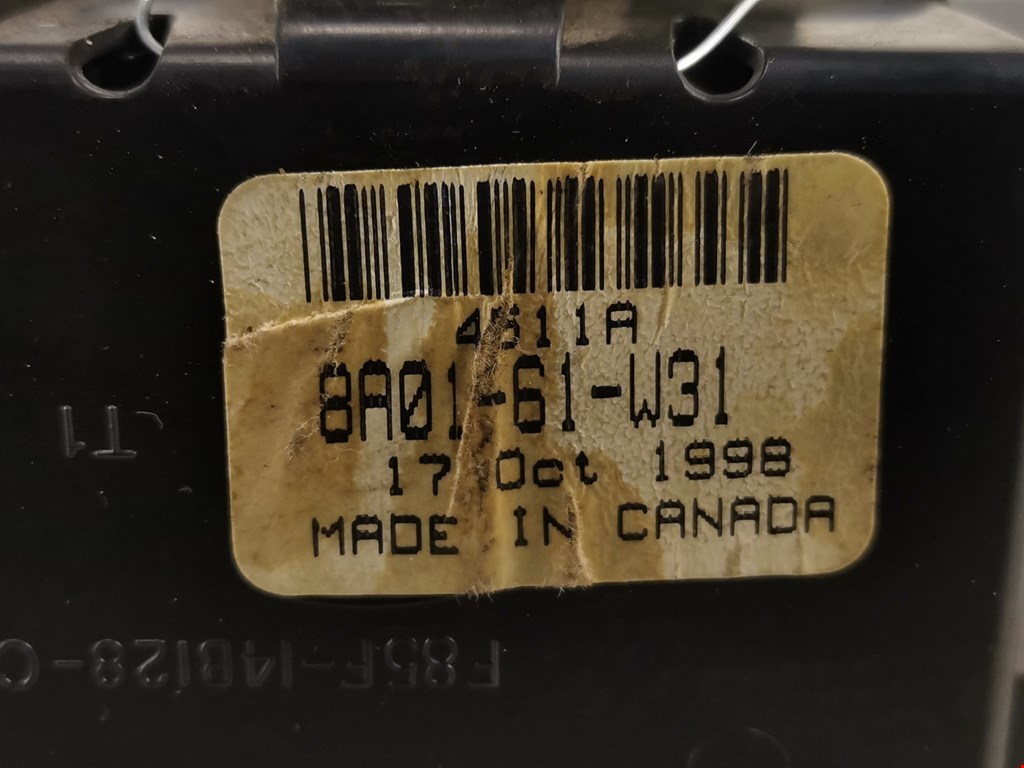 4611A
8A01-61-W31
17 Oct 1998
MADE IN CANADA
T1
F85F-14B128-C